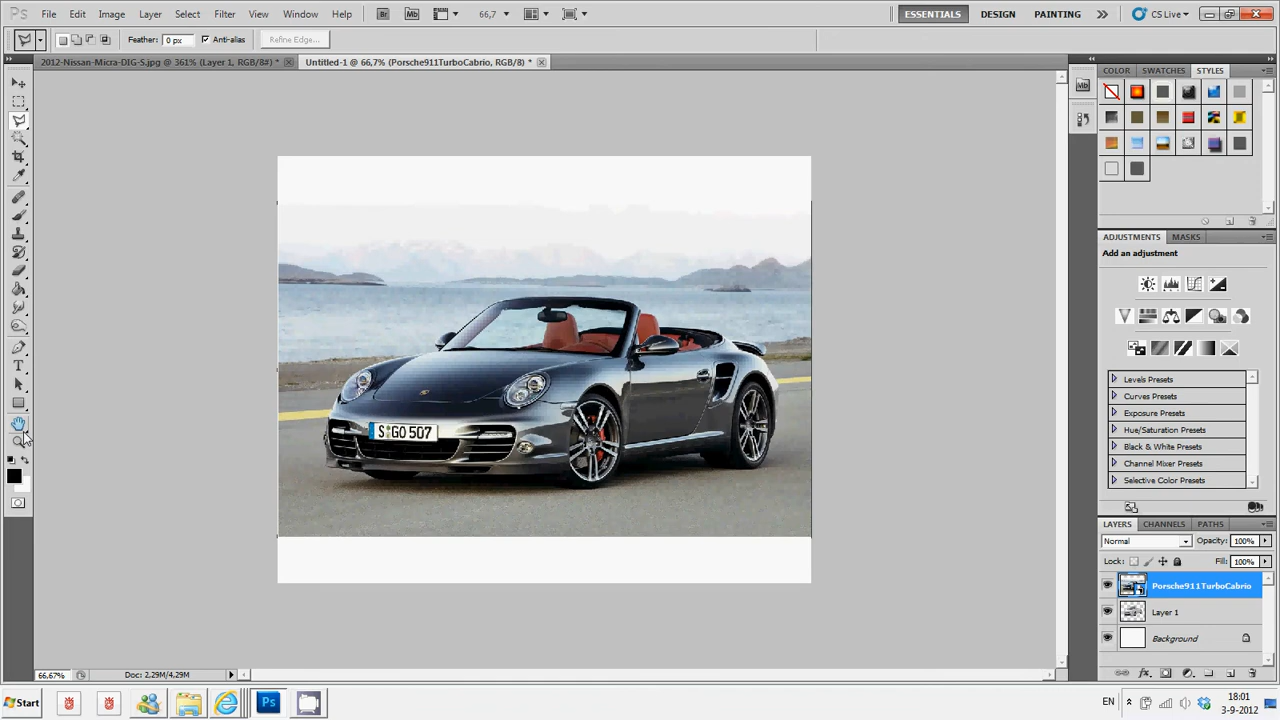 Ps File Edit Image Layer Select Filter View Window Help Br Mb 66,7 ESSENTIALS DESIGN PAINTING CS Live
Feather: 0 px Anti-alias Refine Edge...
2012-Nissan-Micra-DIG-S.jpg @ 361% (Layer 1, RGB/8#) * Untitled-1 @ 66,7% (Porsche911TurboCabrio, RGB/8) *
COLOR SWATCHES STYLES
Mb
ADJUSTMENTS MASKS
Add an adjustment
Levels Presets
Curves Presets
Exposure Presets
Hue/Saturation Presets
Black & White Presets
Channel Mixer Presets
Selective Color Presets
S GO 507
LAYERS CHANNELS PATHS
Normal Opacity: 100%
Lock: Fill: 100%
Porsche911TurboCabrio
Layer 1
Background
66.67% Doc: 2,29M/4,29M
Start Ps EN 18:01
3-9-2012